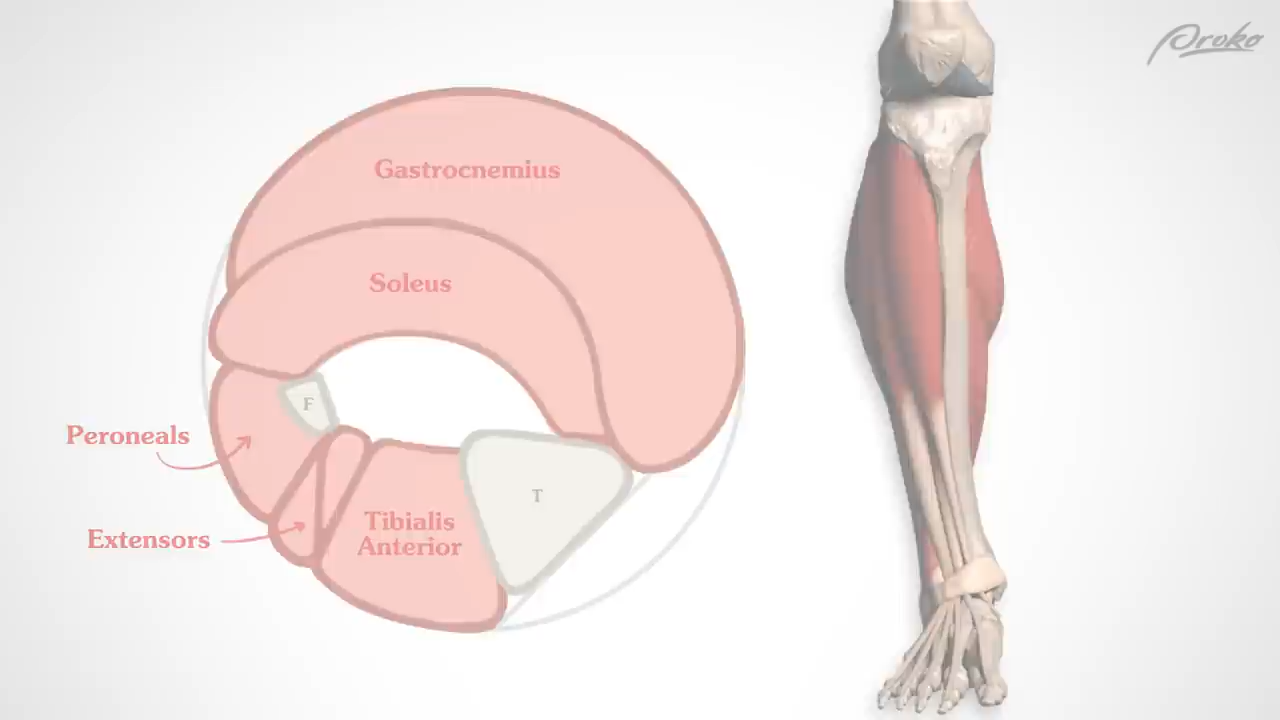 Proko
Gastrocnemius
Soleus
F
Peroneals
T
Tibialis
Anterior
Extensors